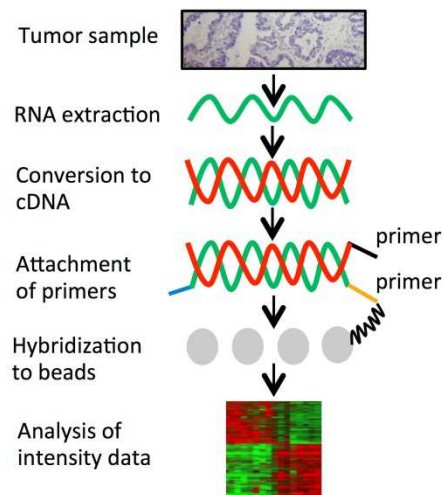 Tumor sample
RNA extraction
Conversion to
cDNA
primer
Attachment
of primers
primer
Hybridization
to beads
Analysis of
intensity data